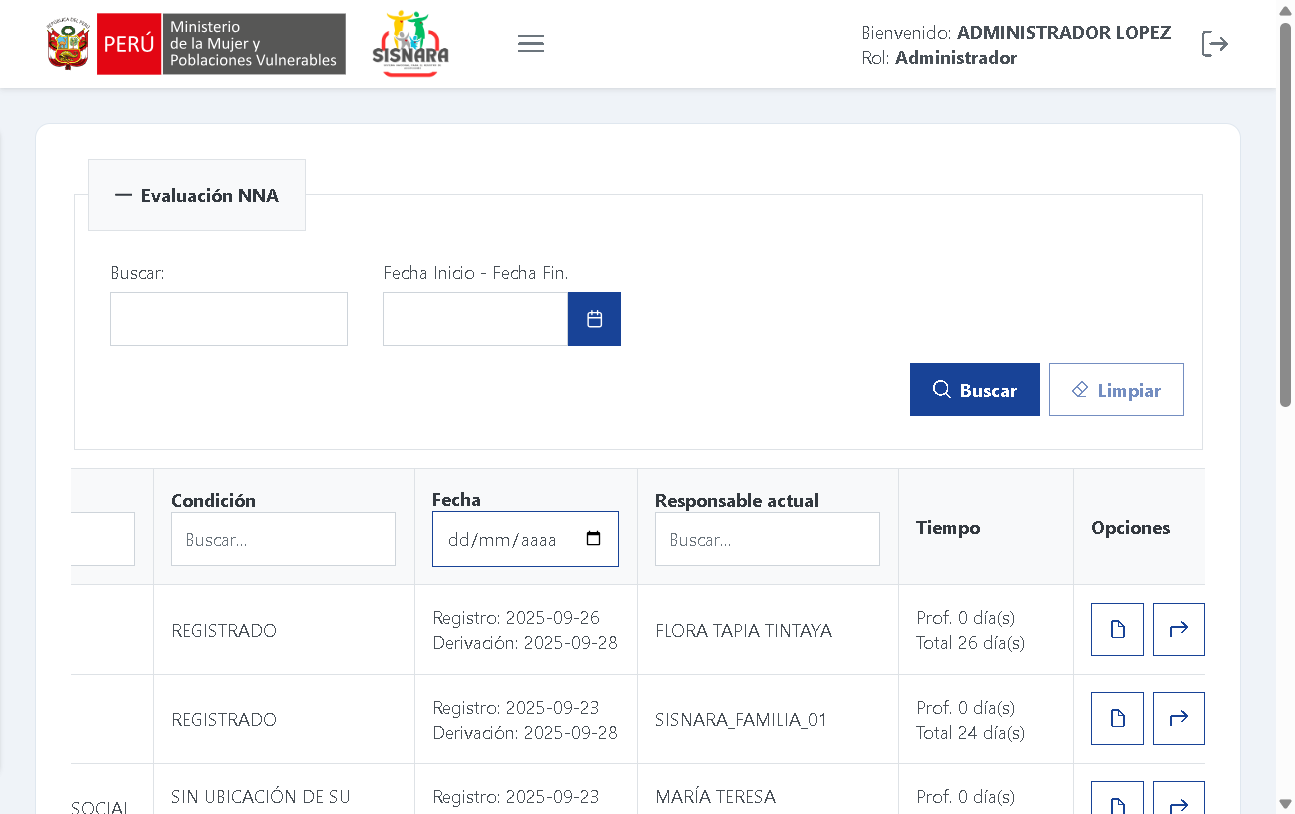 REPÚBLICA DEL PERÚ
PERÚ
Ministerio
de la Mujer y
Poblaciones Vulnerables
SISNARA
Bienvenido: ADMINISTRADOR LOPEZ
Rol: Administrador
Evaluación NNA
Buscar:
Fecha Inicio - Fecha Fin.
Buscar
Limpiar
Condición
Fecha
Responsable actual
Tiempo
Opciones
Buscar...
dd/mm/aaaa
Buscar...
REGISTRADO
Registro: 2025-09-26
Derivación: 2025-09-28
FLORA TAPIA TINTAYA
Prof. 0 día(s)
Total 26 día(s)
REGISTRADO
Registro: 2025-09-23
Derivación: 2025-09-28
SISNARA_FAMILIA_01
Prof. 0 día(s)
Total 24 día(s)
SOCIAL
SIN UBICACIÓN DE SU
Registro: 2025-09-23
MARÍA TERESA
Prof. 0 día(s)